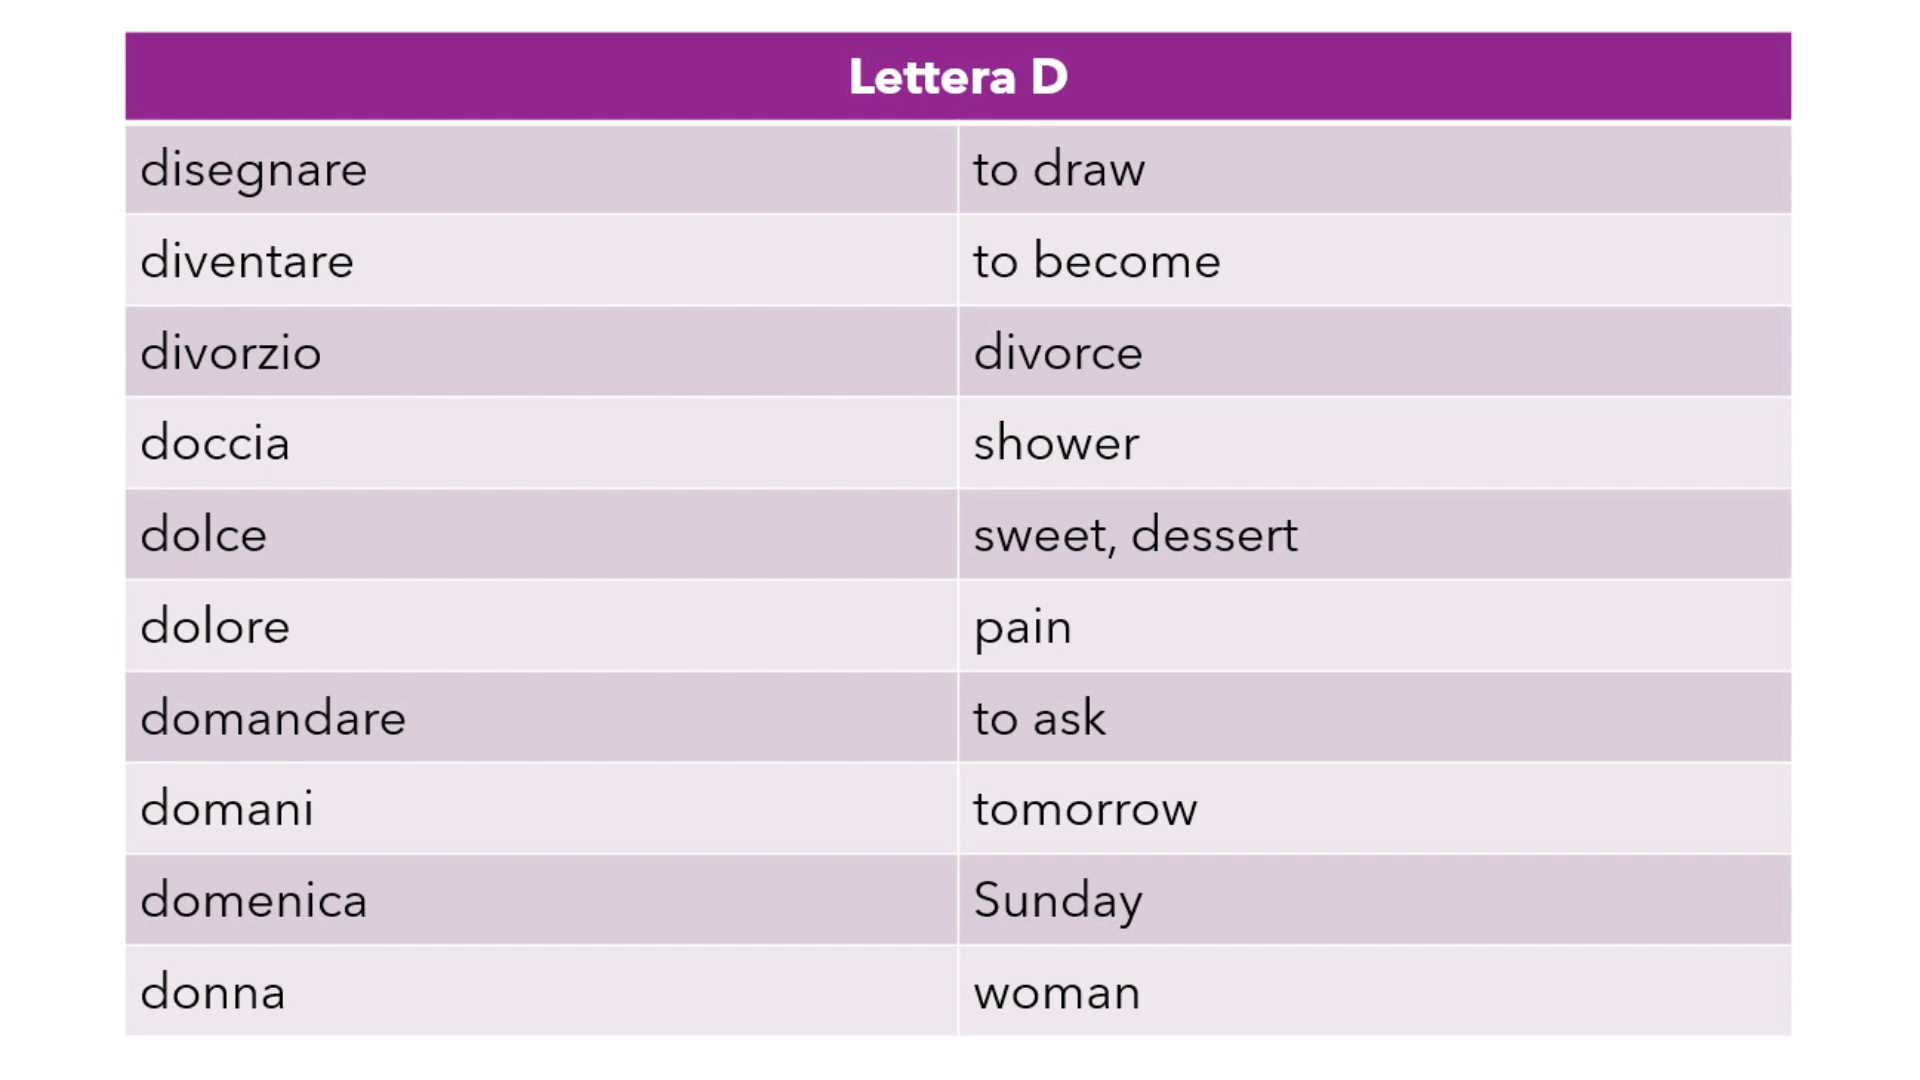 Lettera D
disegnare to draw
diventare to become
divorzio divorce
doccia shower
dolce sweet, dessert
dolore pain
domandare to ask
domani tomorrow
domenica Sunday
donna woman